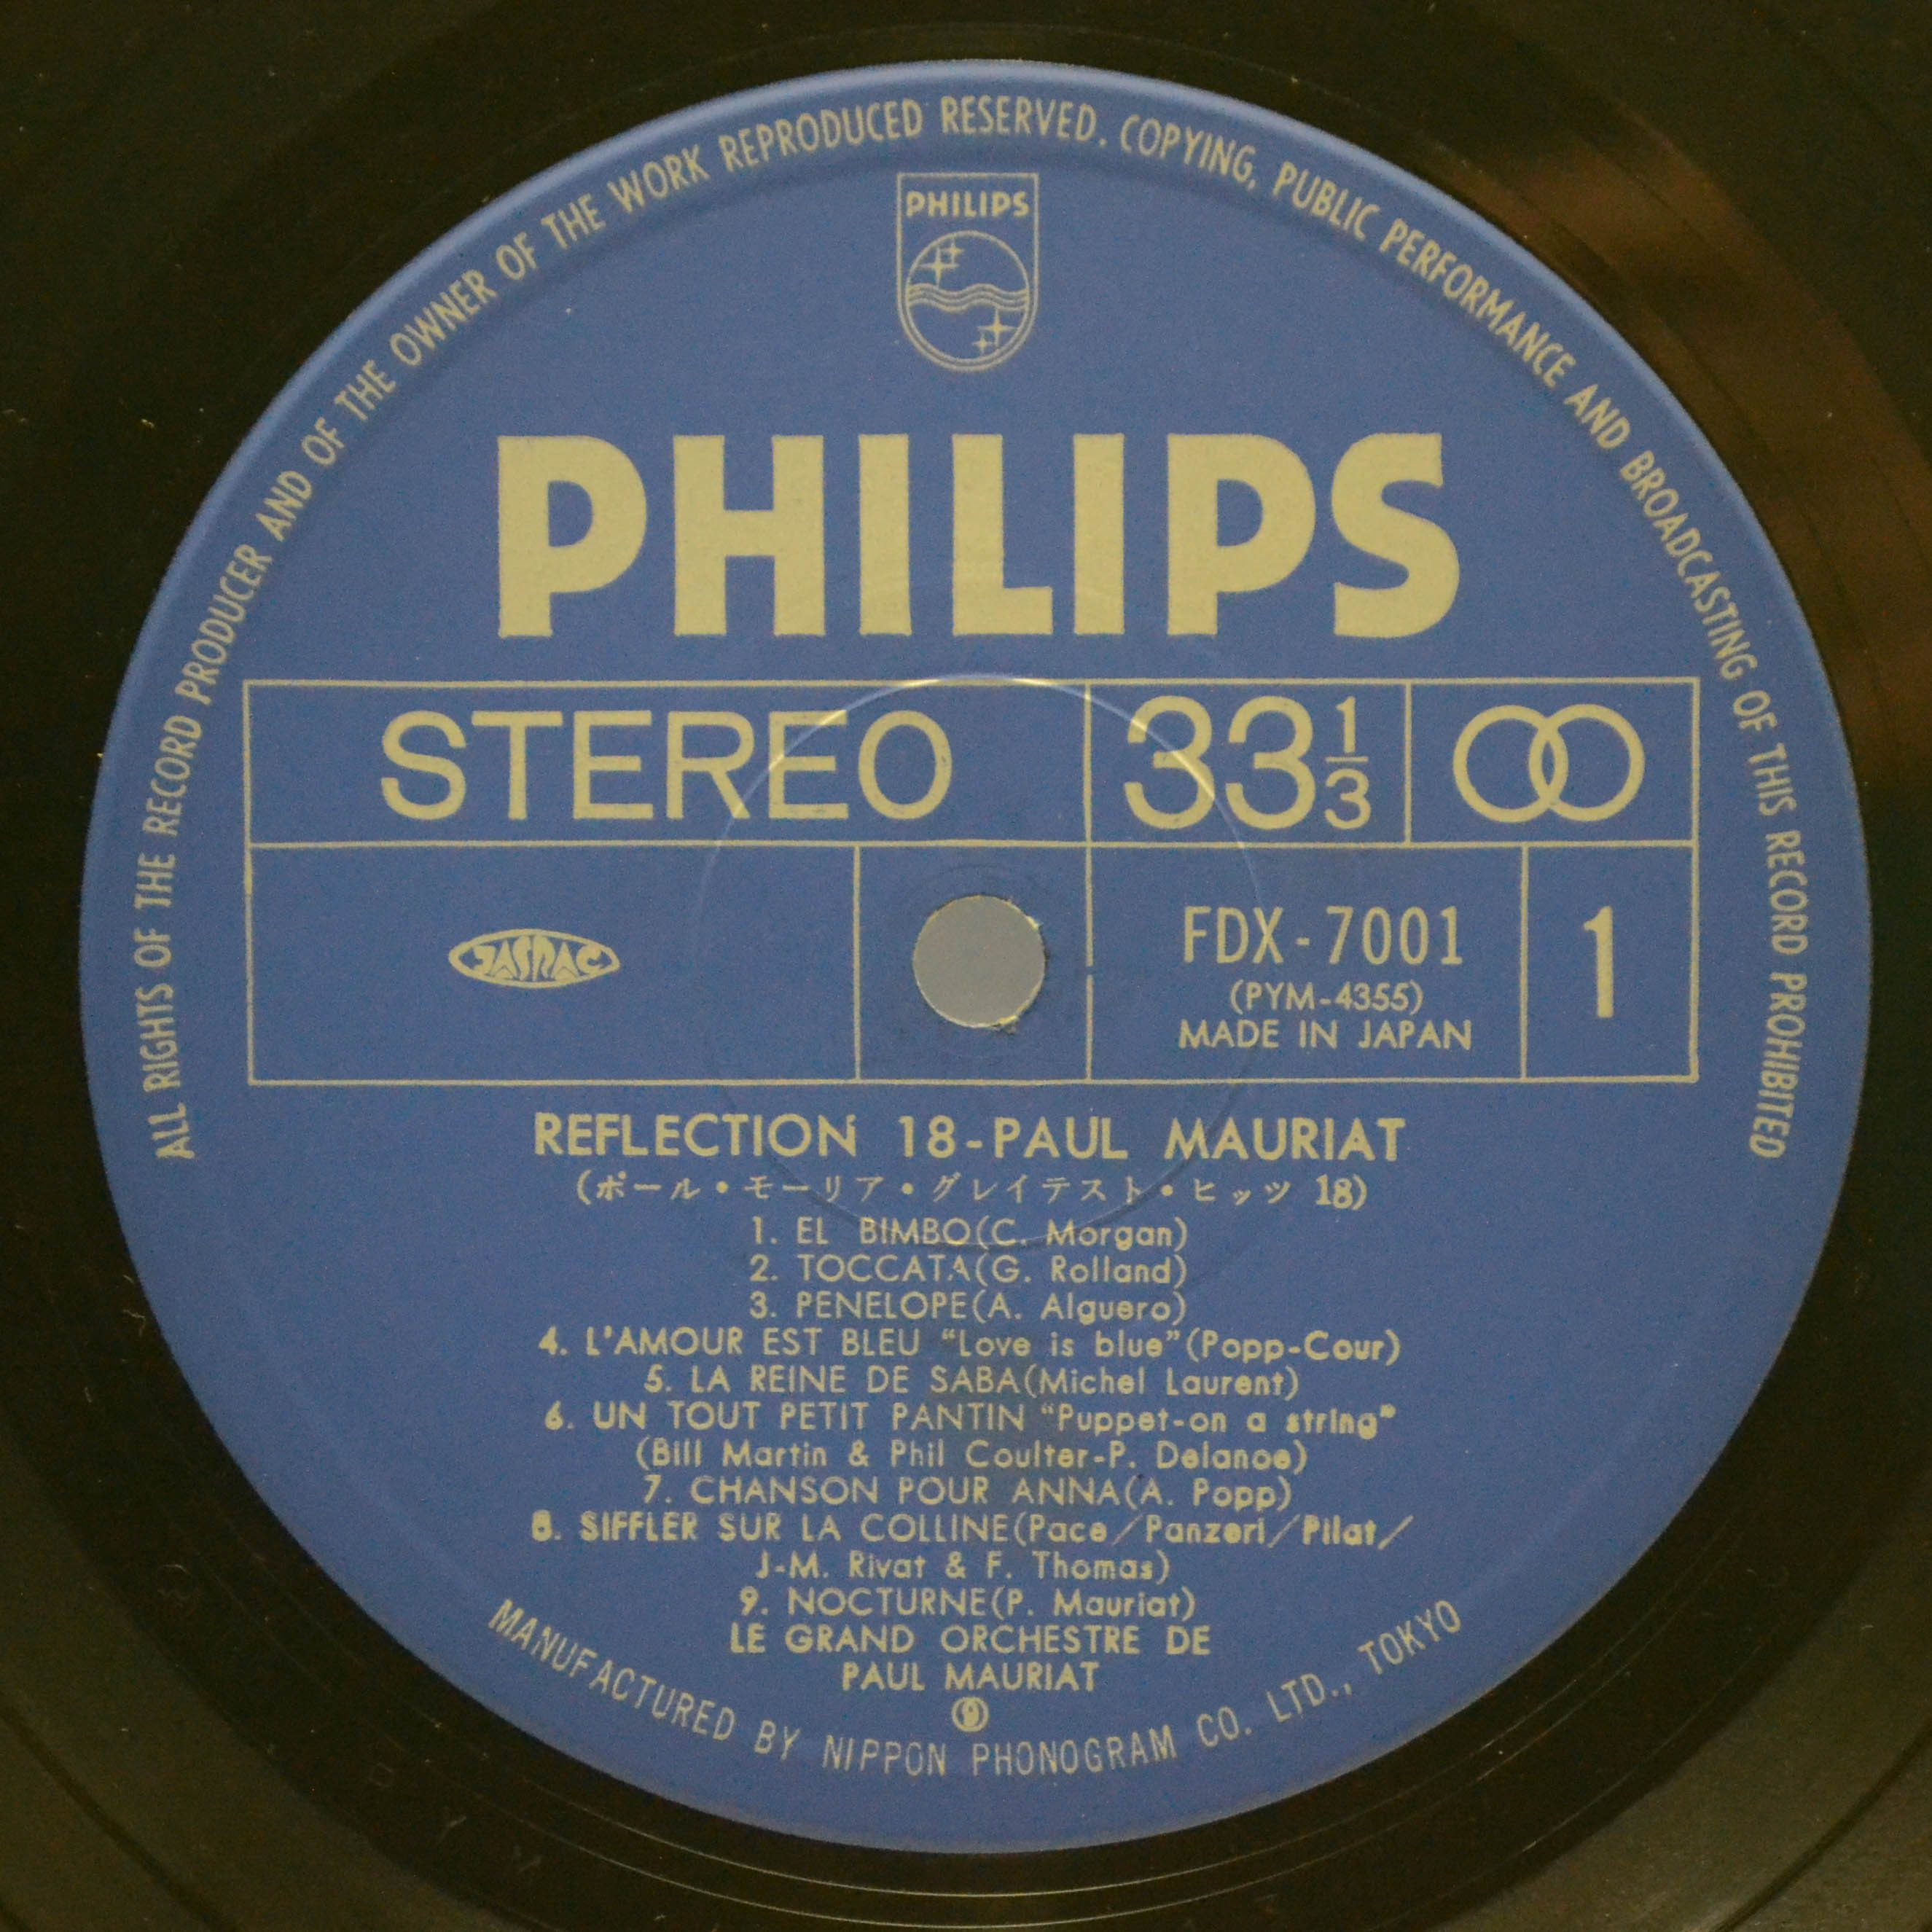 ALL RIGHTS OF THE RECORD PRODUCER AND OF THE OWNER OF THE WORK REPRODUCED RESERVED. COPYING, PUBLIC PERFORMANCE AND BROADCASTING OF THIS RECORD PROHIBITED
PHILIPS
PHILIPS
STEREO 33 1/3
JASRAC
FDX-7001 1
(PYM-4355)
MADE IN JAPAN
REFLECTION 18-PAUL MAURIAT
(ポール・モーリア・グレイテスト・ヒッツ 18)
1. EL BIMBO(C. Morgan)
2. TOCCATA(G. Rolland)
3. PENELOPE(A. Alguero)
4. L'AMOUR EST BLEU "Love is blue"(Popp-Cour)
5. LA REINE DE SABA(Michel Laurent)
6. UN TOUT PETIT PANTIN "Puppet-on a string"
(Bill Martin & Phil Coulter-P. Delanoe)
7. CHANSON POUR ANNA(A. Popp)
8. SIFFLER SUR LA COLLINE(Pace/Panzeri/Pilat/
J-M. Rivat & F. Thomas)
9. NOCTURNE(P. Mauriat)
LE GRAND ORCHESTRE DE
PAUL MAURIAT
℗
MANUFACTURED BY NIPPON PHONOGRAM CO. LTD., TOKYO